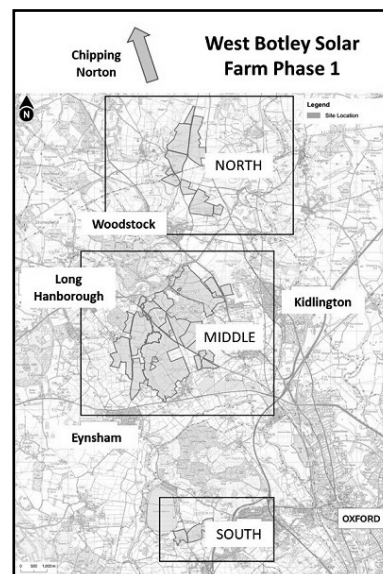 Chipping
Norton
West Botley Solar
Farm Phase 1
N
Legend
Site Location
NORTH
Woodstock
Long
Hanborough
Kidlington
MIDDLE
Eynsham
OXFORD
SOUTH